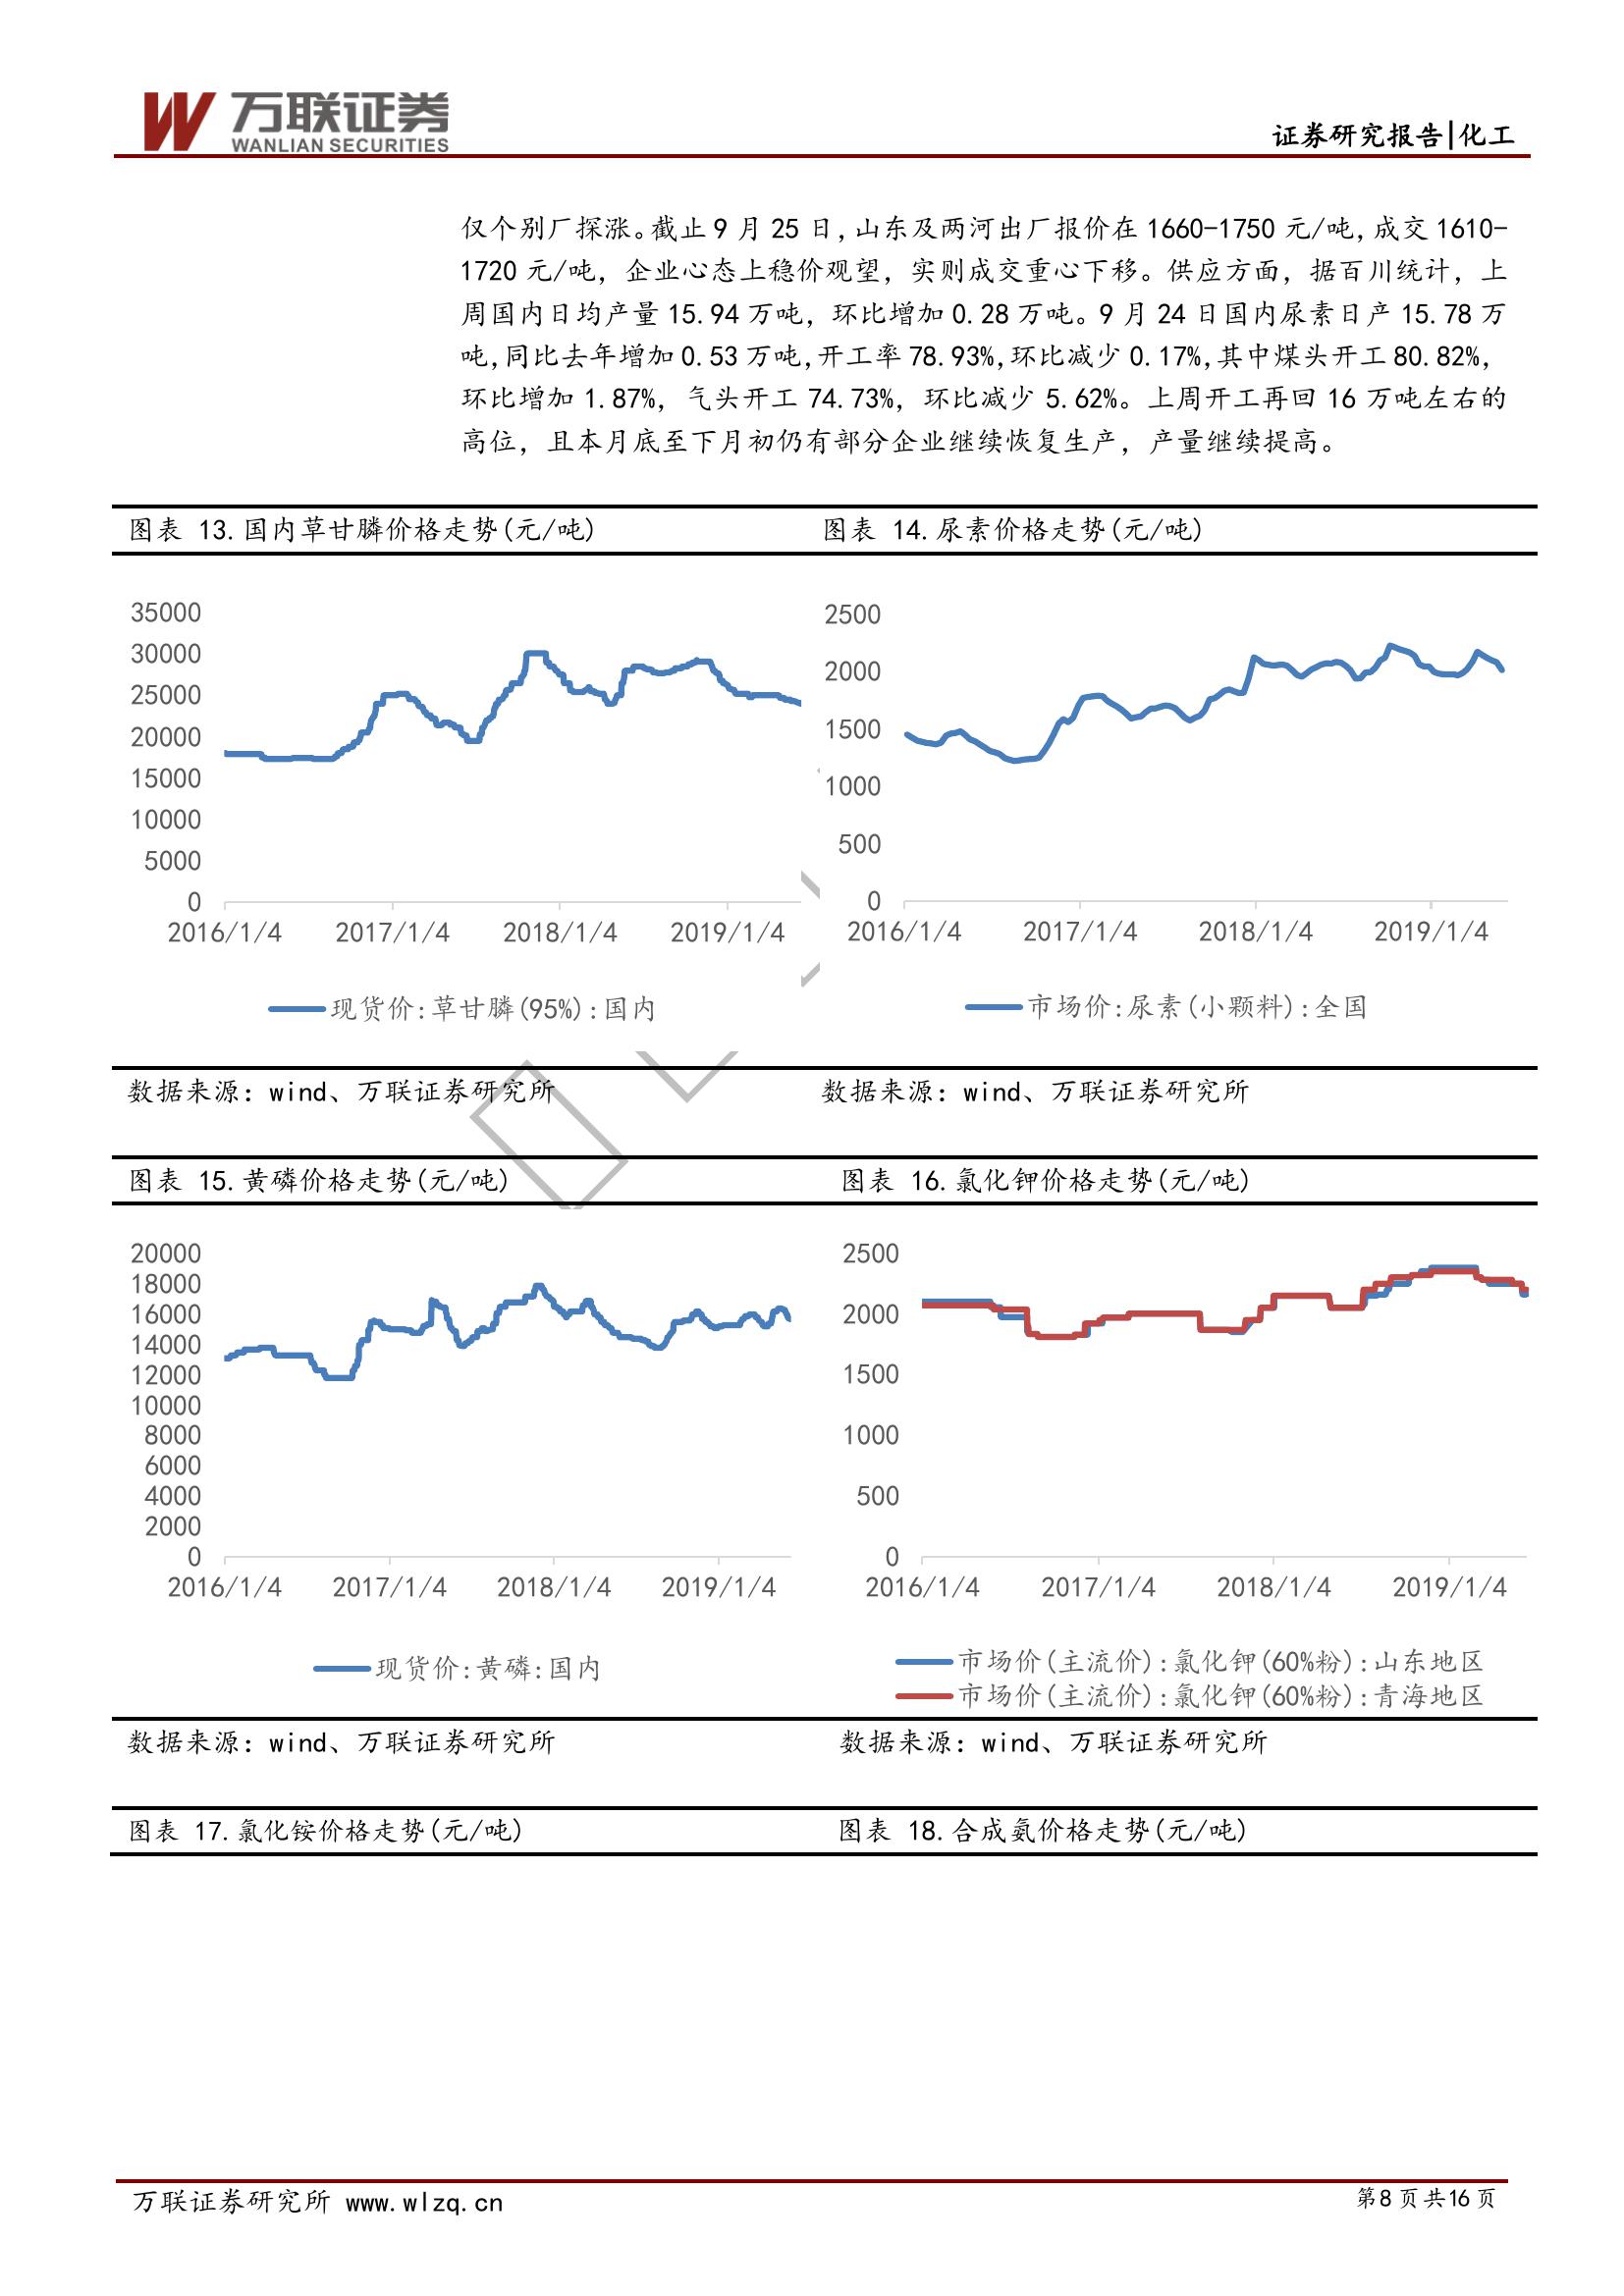 万联证券
WANLIAN SECURITIES
证券研究报告|化工
仅个别厂探涨。截止 9 月 25 日,山东及两河出厂报价在 1660-1750 元/吨,成交 1610-
1720 元/吨，企业心态上稳价观望，实则成交重心下移。供应方面，据百川统计，上
周国内日均产量 15.94 万吨，环比增加 0.28 万吨。9 月 24 日国内尿素日产 15.78 万
吨,同比去年增加 0.53 万吨,开工率 78.93%,环比减少 0.17%,其中煤头开工 80.82%,
环比增加 1.87%，气头开工 74.73%，环比减少 5.62%。上周开工再回 16 万吨左右的
高位，且本月底至下月初仍有部分企业继续恢复生产，产量继续提高。
图表 13.国内草甘膦价格走势(元/吨)
35000
30000
25000
20000
15000
10000
5000
0
2016/1/4 2017/1/4 2018/1/4 2019/1/4
现货价:草甘膦(95%):国内
数据来源：wind、万联证券研究所
图表 14.尿素价格走势(元/吨)
2500
2000
1500
1000
500
0
2016/1/4 2017/1/4 2018/1/4 2019/1/4
市场价:尿素(小颗料):全国
数据来源：wind、万联证券研究所
图表 15.黄磷价格走势(元/吨)
20000
18000
16000
14000
12000
10000
8000
6000
4000
2000
0
2016/1/4 2017/1/4 2018/1/4 2019/1/4
现货价:黄磷:国内
数据来源：wind、万联证券研究所
图表 16.氯化钾价格走势(元/吨)
2500
2000
1500
1000
500
0
2016/1/4 2017/1/4 2018/1/4 2019/1/4
市场价(主流价):氯化钾(60%粉):山东地区
市场价(主流价):氯化钾(60%粉):青海地区
数据来源：wind、万联证券研究所
图表 17.氯化铵价格走势(元/吨)
图表 18.合成氨价格走势(元/吨)
万联证券研究所 www.wlzq.cn
第8页共16页